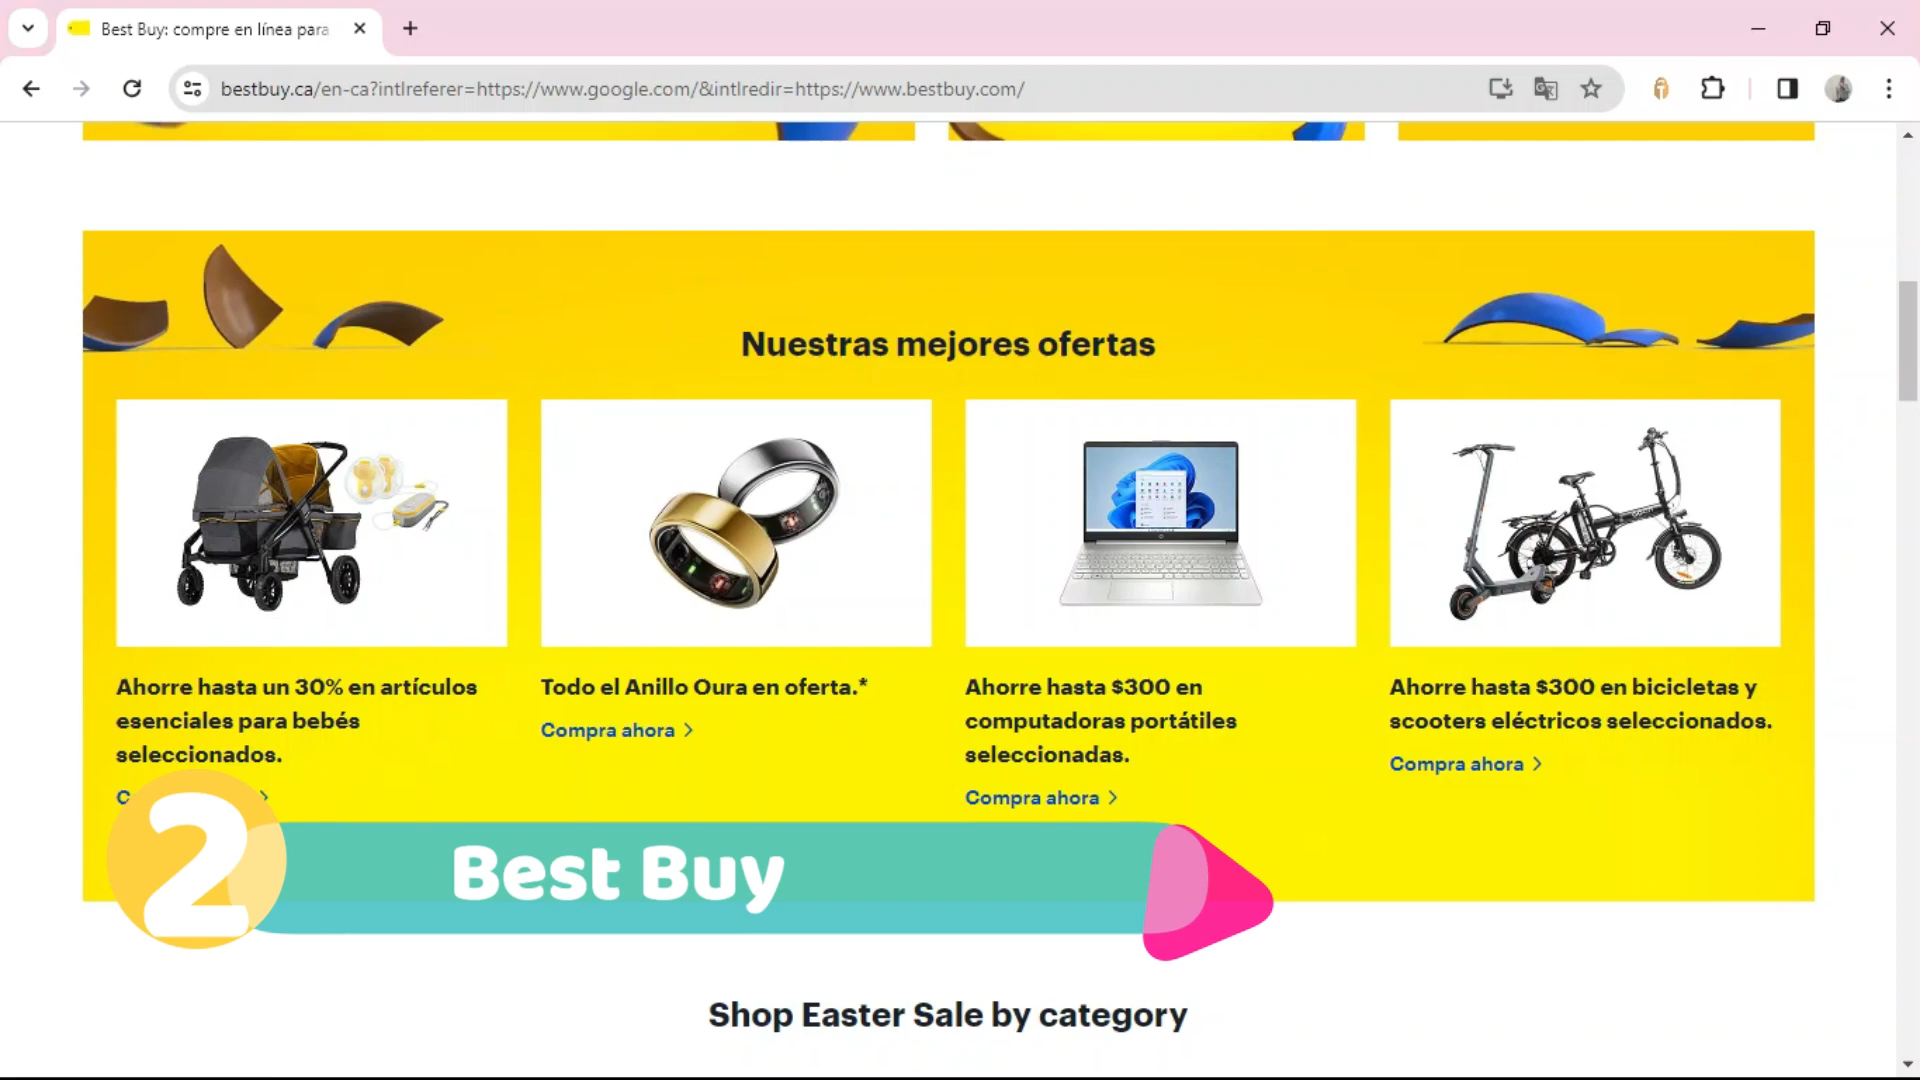 Best Buy: compre en línea para
bestbuy.ca/en-ca?intlreferer=https://www.google.com/&intlredir=https://www.bestbuy.com/
Nuestras mejores ofertas
Ahorre hasta un 30% en artículos
esenciales para bebés
seleccionados.
Todo el Anillo Oura en oferta.*
Compra ahora
Ahorre hasta $300 en
computadoras portátiles
seleccionadas.
Compra ahora
Ahorre hasta $300 en bicicletas y
scooters eléctricos seleccionados.
Compra ahora
2
Best Buy
Shop Easter Sale by category